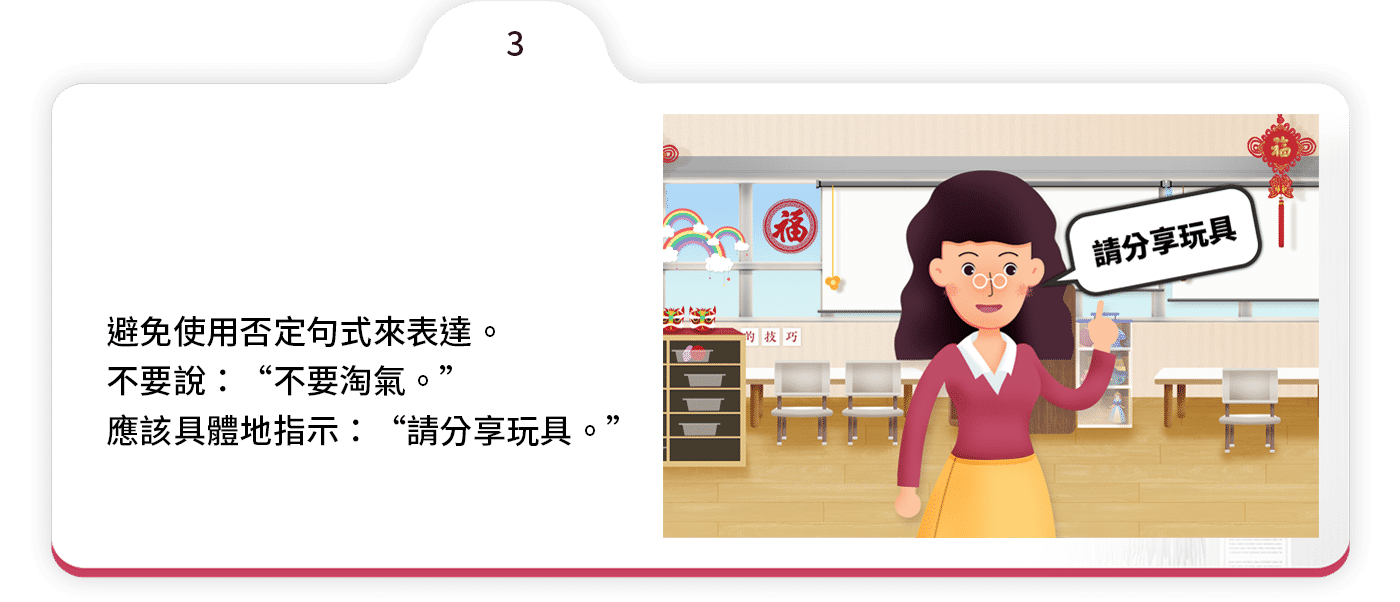 3
避免使用否定句式來表達。
不要說：“不要淘氣。”
應該具體地指示：“請分享玩具。”
請分享玩具
福
福
的技巧